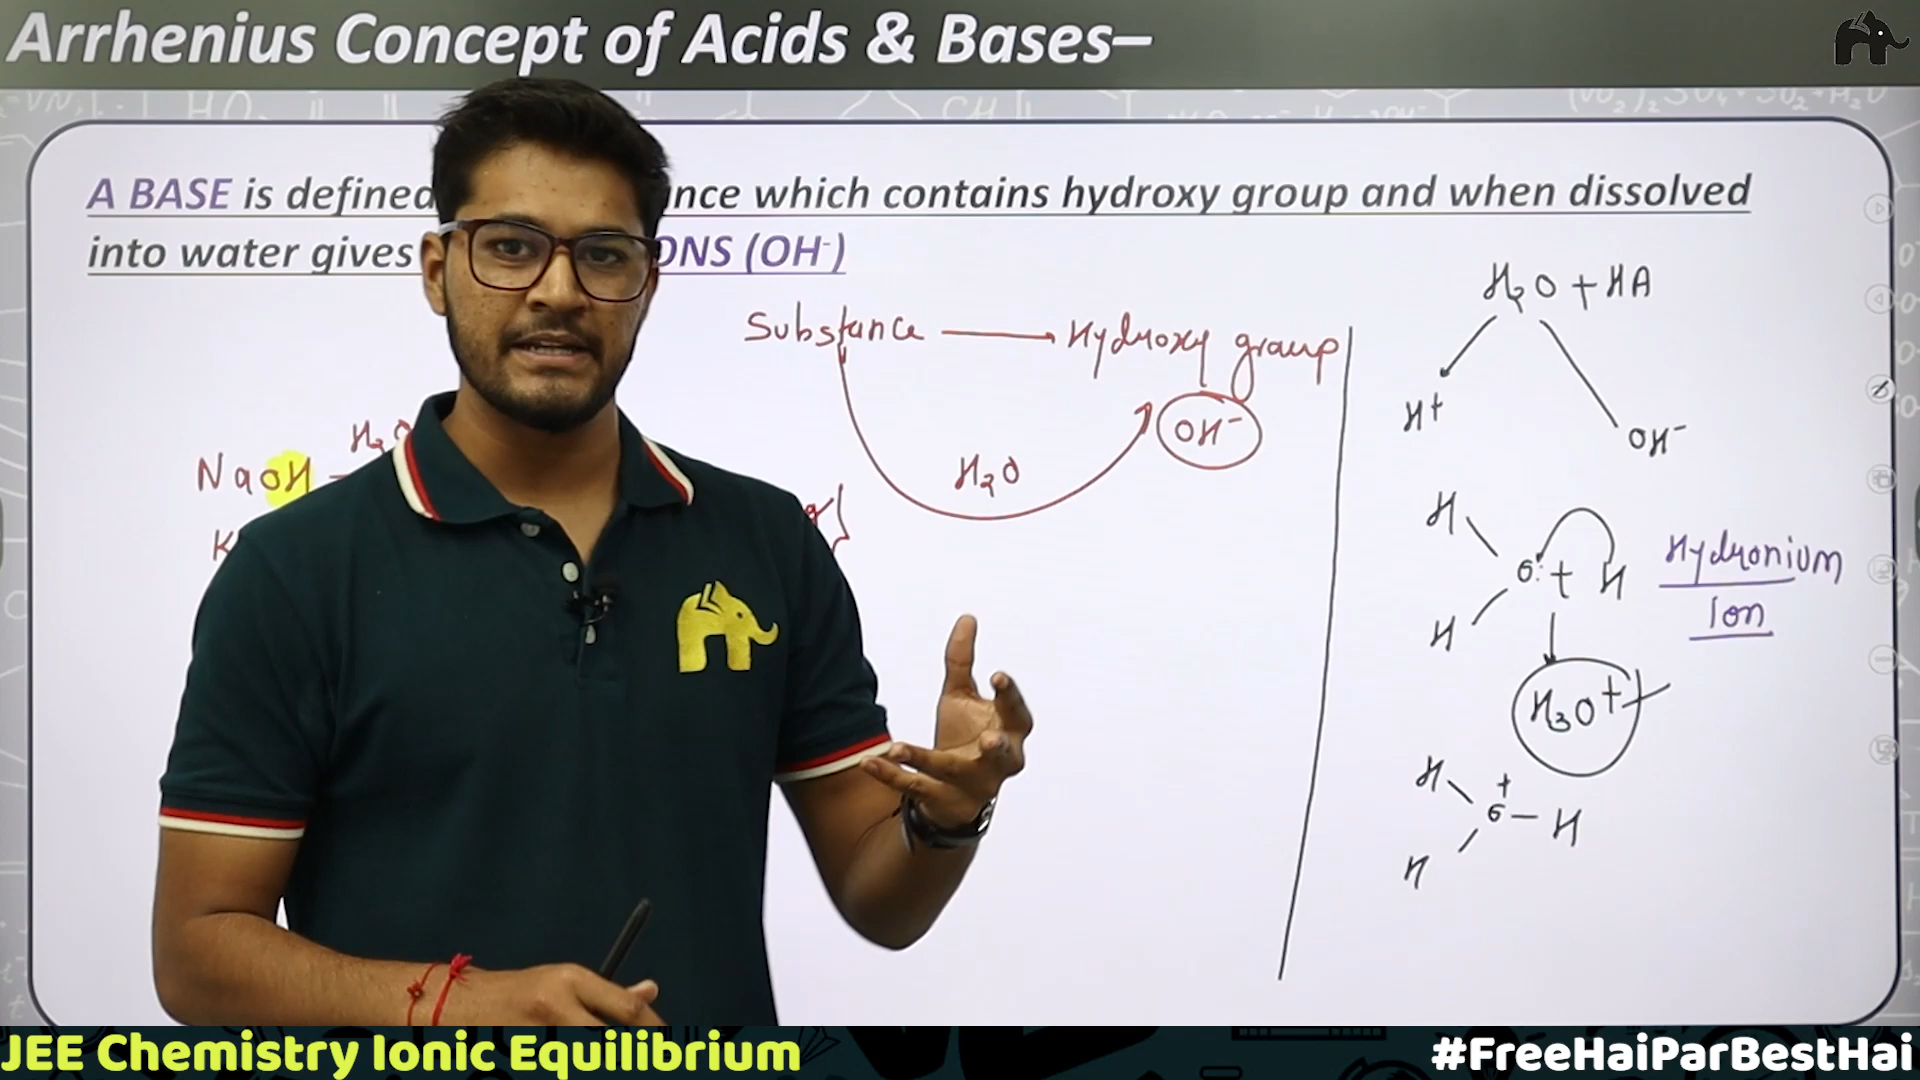 Arrhenius Concept of Acids & Bases–
A BASE is defined nce which contains hydroxy group and when dissolved
into water gives ONS (OH-)
Substance → Hydroxy group
OH-
H2O
NaOH
H2O
K
H2O + HA
H+
OH-
H
O: + H
H
Hydronium
Ion
H3O+
H
+
O – H
H
JEE Chemistry Ionic Equilibrium
#FreeHaiParBestHai